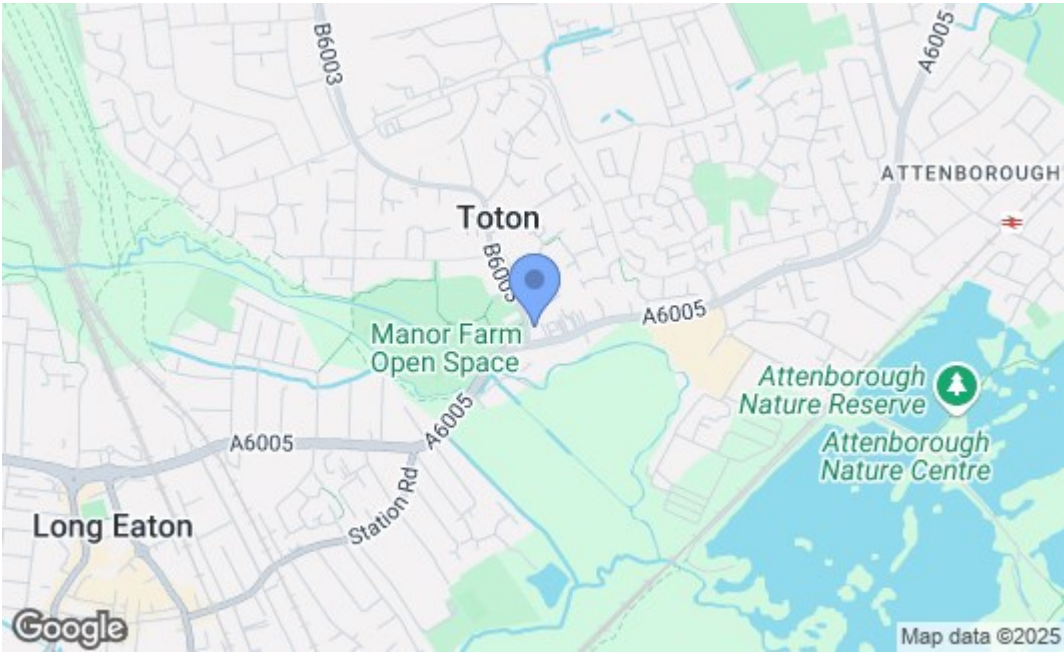 B6003
A6005
ATTENBOROUGH
Toton
B6003
A6005
Manor Farm
Open Space
Attenborough
Nature Reserve
A6005
A6005
Attenborough
Nature Centre
Station Rd
Long Eaton
Google
Map data ©2025